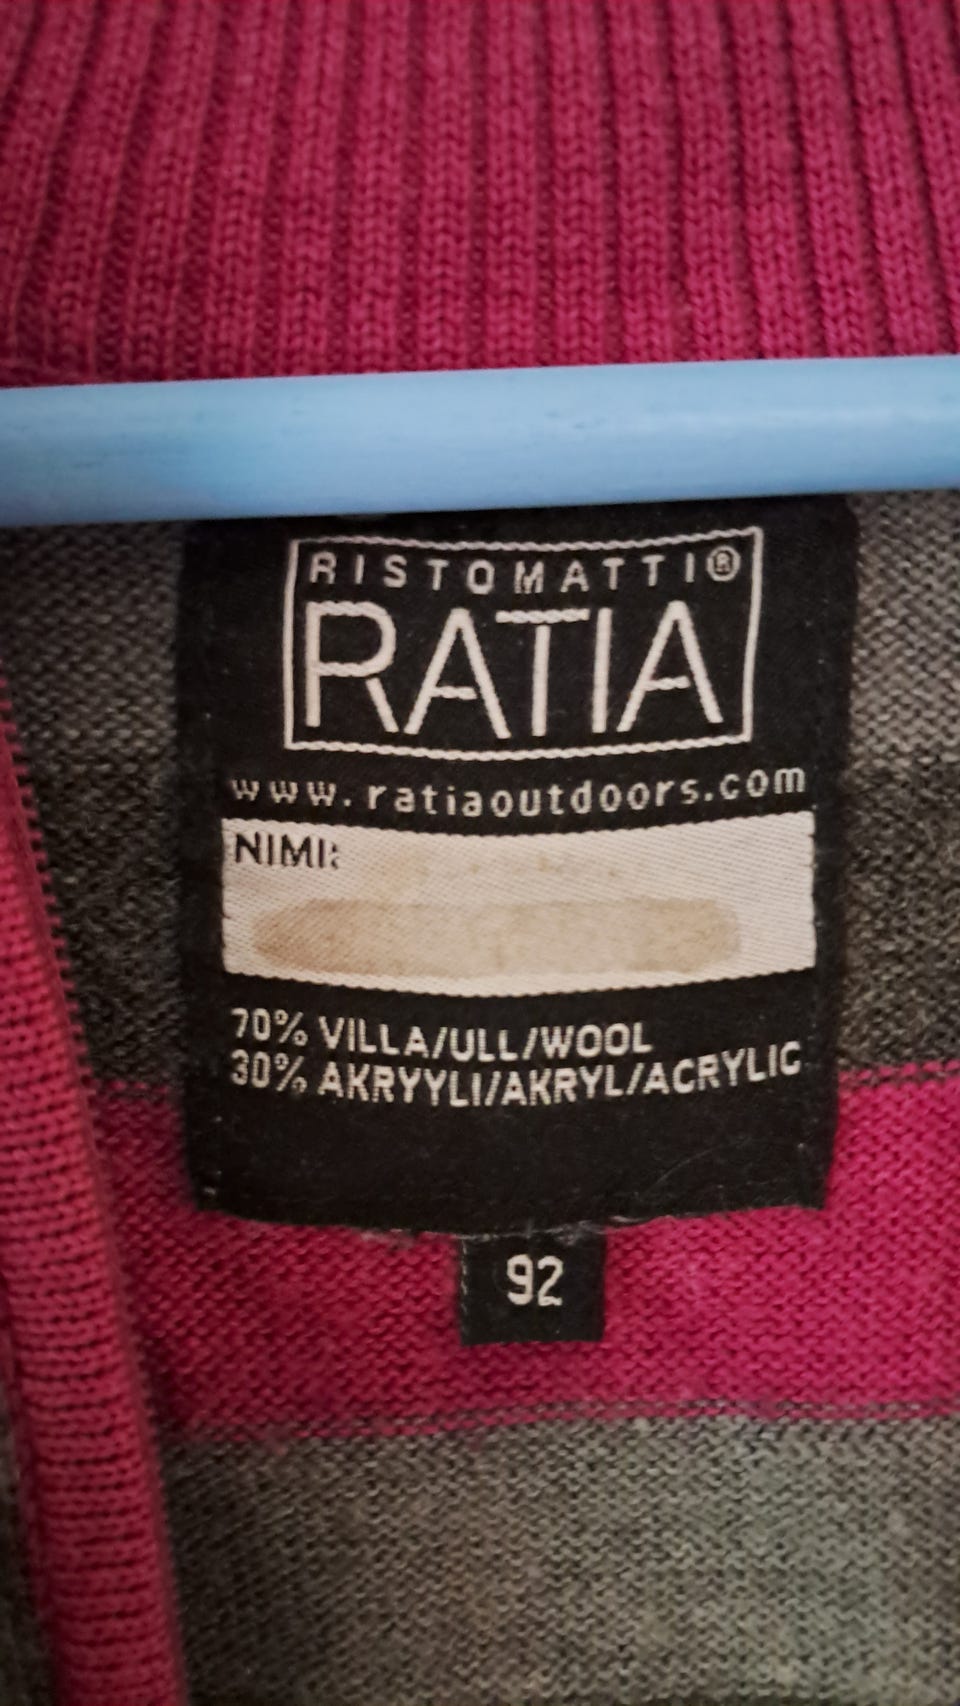 RISTOMATTI®
RATIA
www.ratiaoutdoors.com
NIMI:
70% VILLA/ULL/WOOL
30% AKRYYLI/AKRYL/ACRYLIC
92